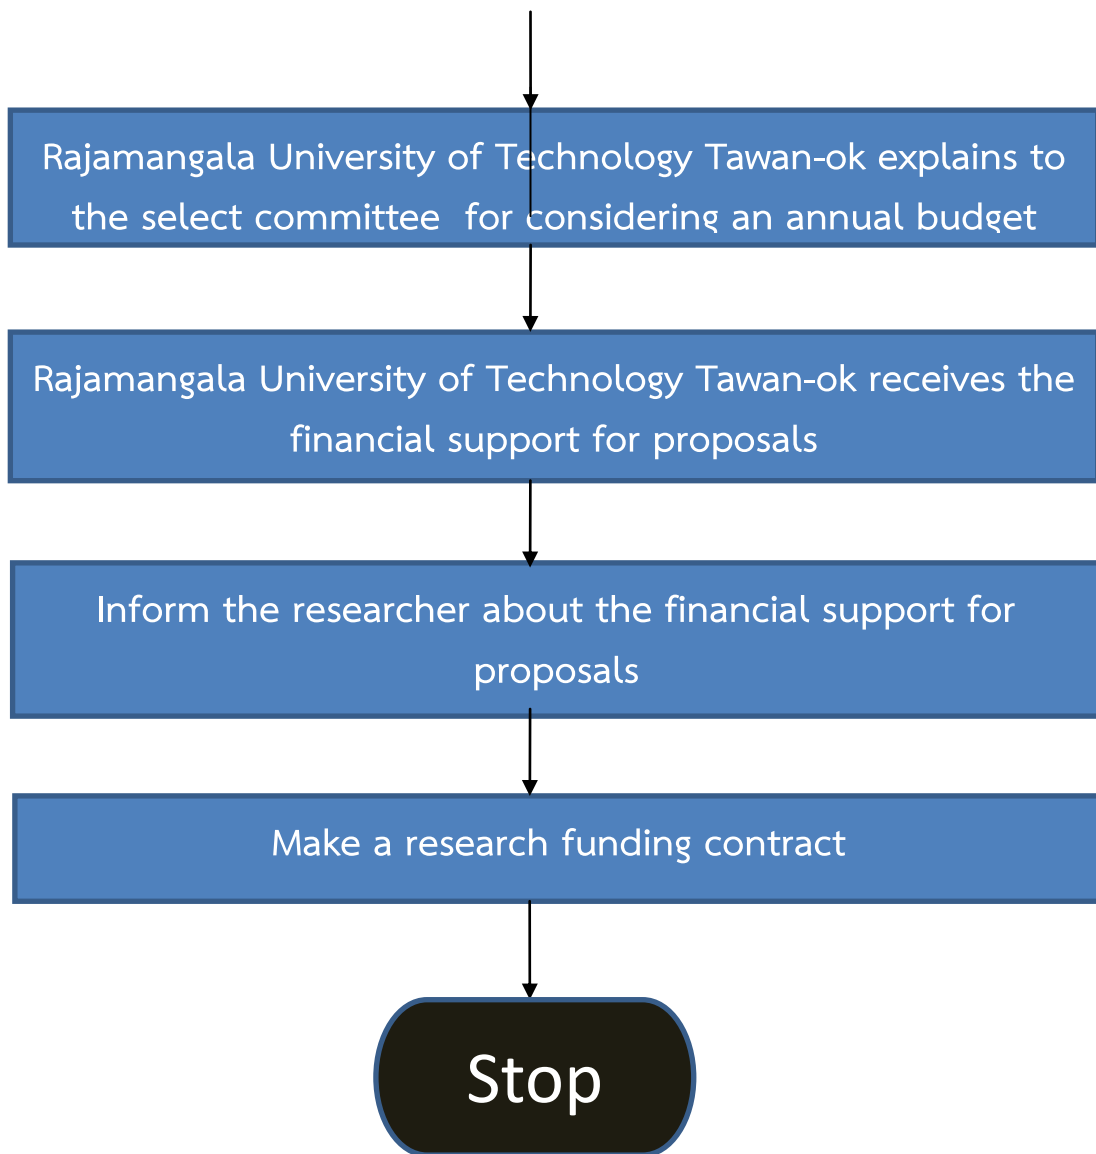 Rajamangala University of Technology Tawan-ok explains to
the select committee for considering an annual budget
Rajamangala University of Technology Tawan-ok receives the
financial support for proposals
Inform the researcher about the financial support for
proposals
Make a research funding contract
Stop